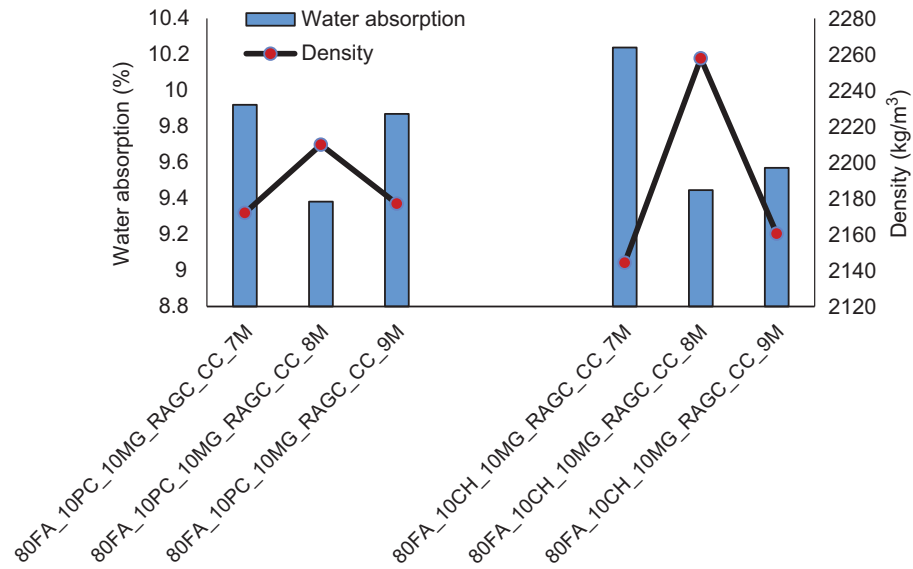 Water absorption
Density
Water absorption (%)
10.4
10.2
10
9.8
9.6
9.4
9.2
9
8.8
2280
2260
2240
2220
2200
2180
2160
2140
2120
Density (kg/m³)
80FA_10PC_10MG_RAGC_CC_7M
80FA_10PC_10MG_RAGC_CC_8M
80FA_10PC_10MG_RAGC_CC_9M
80FA_10CH_10MG_RAGC_CC_7M
80FA_10CH_10MG_RAGC_CC_8M
80FA_10CH_10MG_RAGC_CC_9M